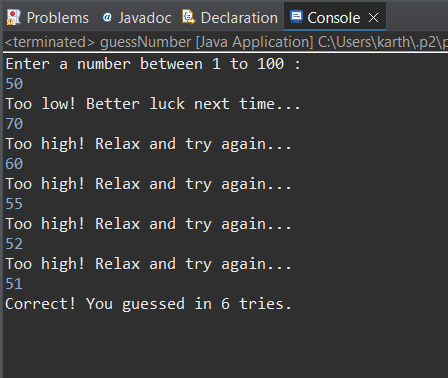 Problems Javadoc Declaration Console
<terminated> guessNumber [Java Application] C:\Users\karth\.p2\p
Enter a number between 1 to 100 :
50
Too low! Better luck next time...
70
Too high! Relax and try again...
60
Too high! Relax and try again...
55
Too high! Relax and try again...
52
Too high! Relax and try again...
51
Correct! You guessed in 6 tries.